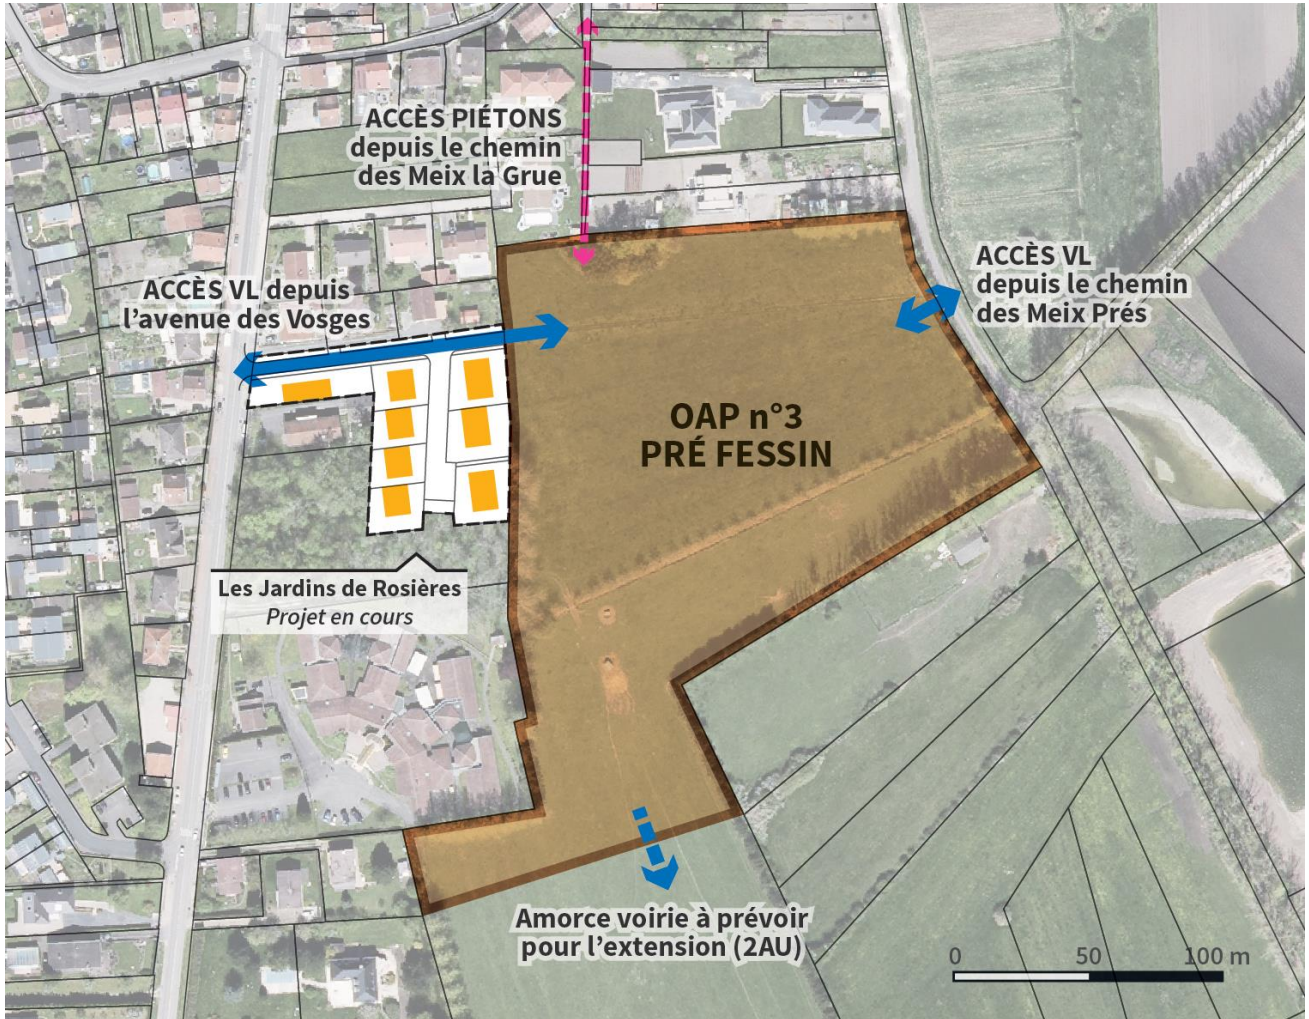 ACCÈS PIÉTONS
depuis le chemin
des Meix la Grue
ACCÈS VL depuis
l'avenue des Vosges
ACCÈS VL
depuis le chemin
des Meix Prés
OAP n°3
PRÉ FESSIN
Les Jardins de Rosières
Projet en cours
Amorce voirie à prévoir
pour l'extension (2AU)
0 50 100 m